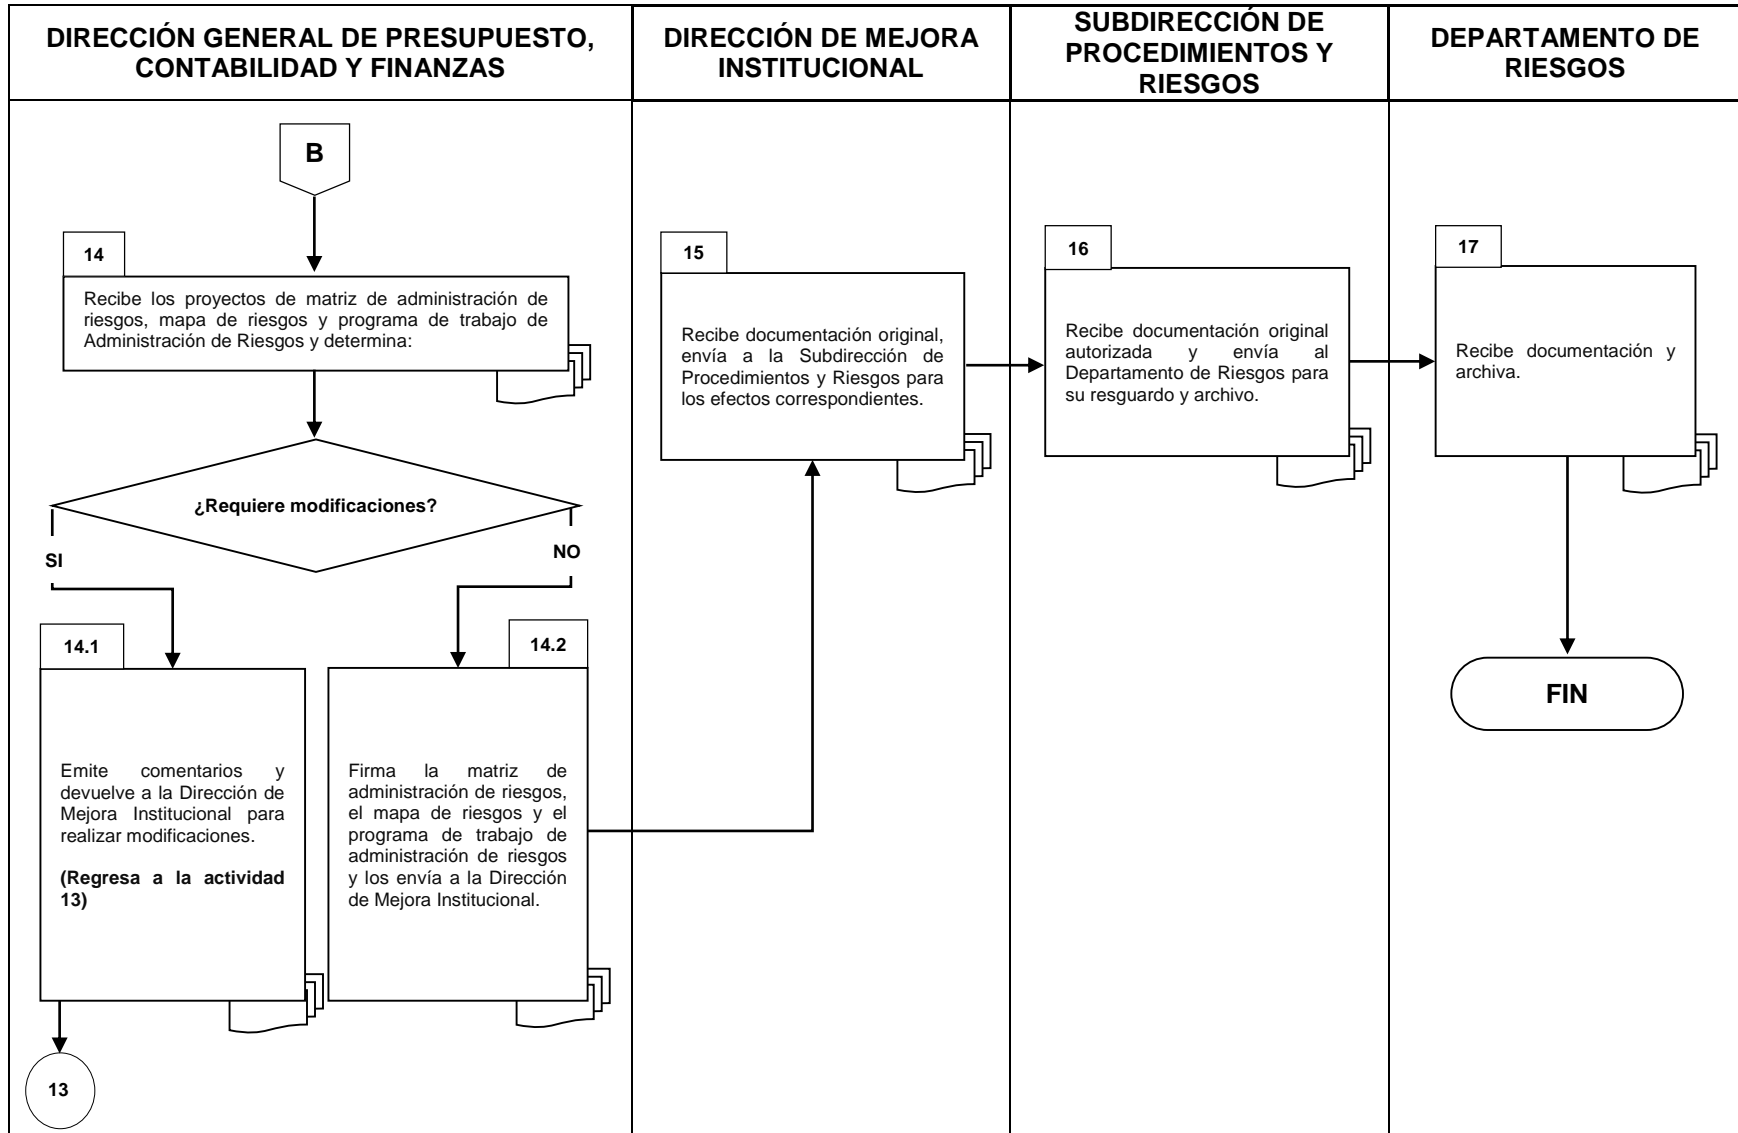 DIRECCIÓN GENERAL DE PRESUPUESTO,
CONTABILIDAD Y FINANZAS
DIRECCIÓN DE MEJORA
INSTITUCIONAL
SUBDIRECCIÓN DE
PROCEDIMIENTOS Y
RIESGOS
DEPARTAMENTO DE
RIESGOS
B
14
Recibe los proyectos de matriz de administración de
riesgos, mapa de riesgos y programa de trabajo de
Administración de Riesgos y determina:
¿Requiere modificaciones?
SI
NO
14.1
Emite comentarios y
devuelve a la Dirección de
Mejora Institucional para
realizar modificaciones.
(Regresa a la actividad
13)
13
14.2
Firma la matriz de
administración de riesgos,
el mapa de riesgos y el
programa de trabajo de
administración de riesgos
y los envía a la Dirección
de Mejora Institucional.
15
Recibe documentación original,
envía a la Subdirección de
Procedimientos y Riesgos para
los efectos correspondientes.
16
Recibe documentación original
autorizada y envía al
Departamento de Riesgos para
su resguardo y archivo.
17
Recibe documentación y
archiva.
FIN